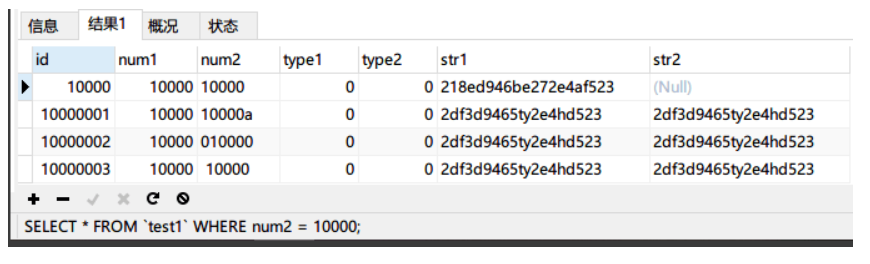 信息 结果1 概况 状态
id num1 num2 type1 type2 str1 str2
10000 10000 10000 0 0 218ed946be272e4af523 (Null)
10000001 10000 10000a 0 0 2df3d9465ty2e4hd523 2df3d9465ty2e4hd523
10000002 10000 010000 0 0 2df3d9465ty2e4hd523 2df3d9465ty2e4hd523
10000003 10000 10000 0 0 2df3d9465ty2e4hd523 2df3d9465ty2e4hd523
SELECT * FROM `test1` WHERE num2 = 10000;